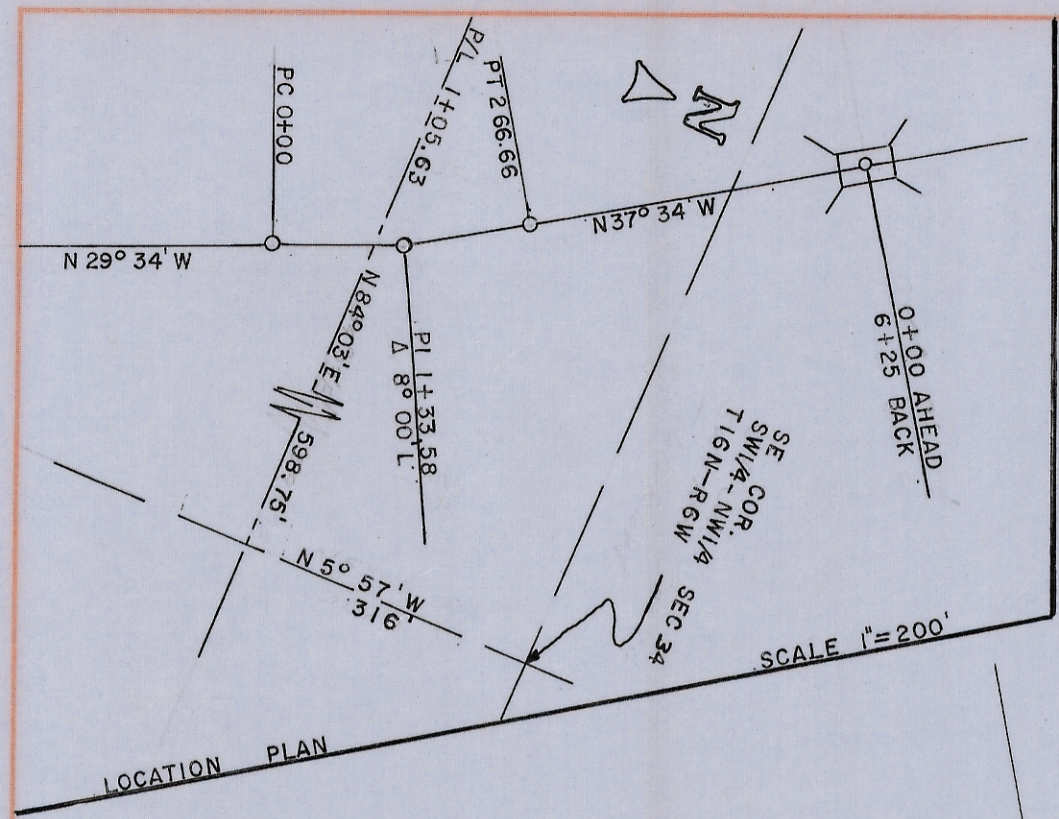 PC 0+00
P/L 1+05.63
PT 266.66
N
N 29° 34' W
N 37° 34' W
N 84° 03' E
598.75'
PI 1+33.58
Δ 8° 00' L
0+00 AHEAD
6+25 BACK
SE COR.
SW1/4-NW1/4 SEC 34
T16N-R6W
N 5° 57' W
316'
SCALE 1"=200'
LOCATION PLAN